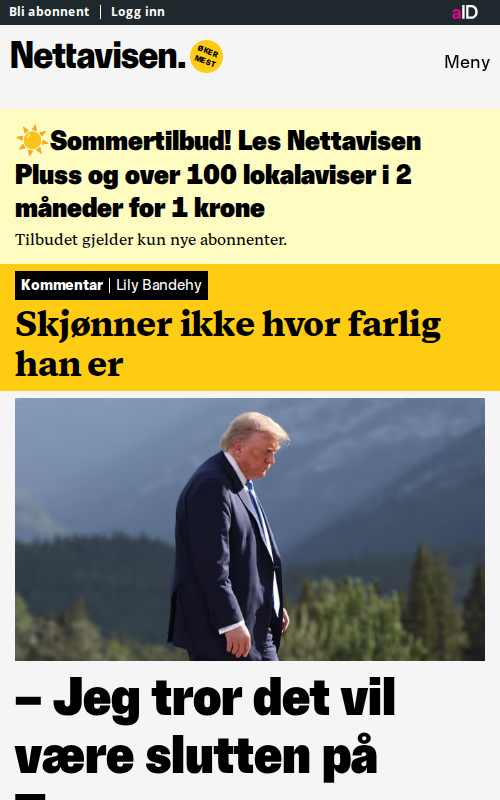 Bli abonnent | Logg inn
aID
Nettavisen.
ØKER
MEST
Meny
☀️Sommertilbud! Les Nettavisen
Pluss og over 100 lokalaviser i 2
måneder for 1 krone
Tilbudet gjelder kun nye abonnenter.
Kommentar | Lily Bandehy
Skjønner ikke hvor farlig
han er
– Jeg tror det vil
være slutten på